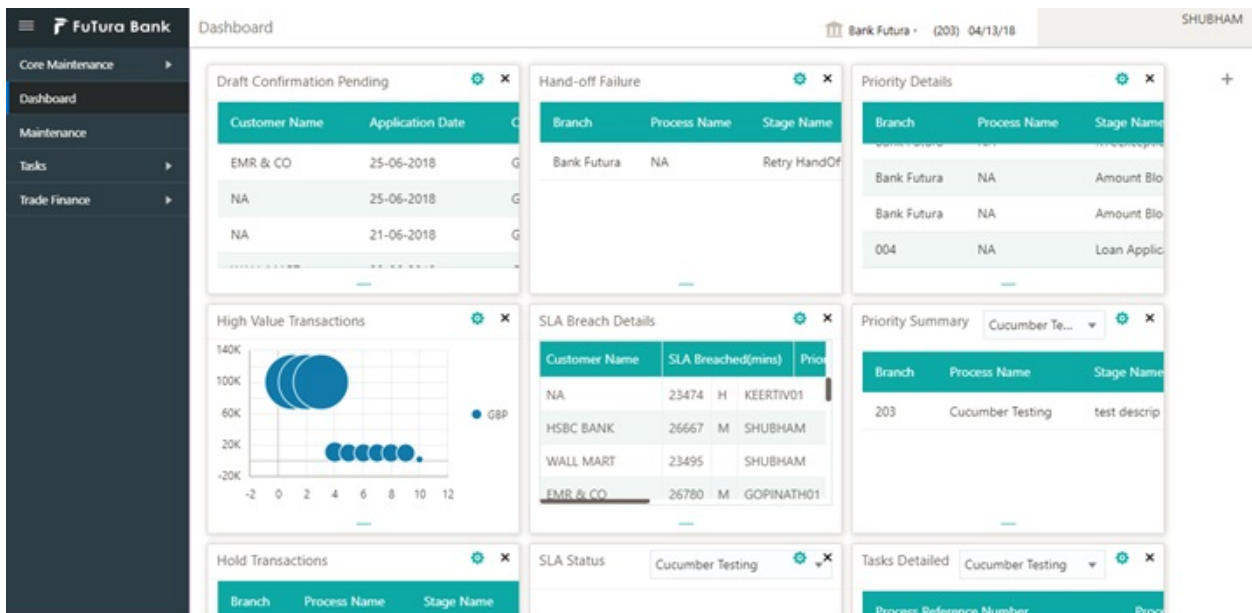 FuTura Bank
Dashboard
Bank Futura - (203) 04/13/18
SHUBHAM
Core Maintenance
Dashboard
Maintenance
Tasks
Trade Finance
Draft Confirmation Pending
Customer Name Application Date C
EMR & CO 25-06-2018 G
NA 25-06-2018 G
NA 21-06-2018 G
Hand-off Failure
Branch Process Name Stage Name
Bank Futura NA Retry HandOf
Priority Details
Branch Process Name Stage Name
Bank Futura NA Amount Blo
Bank Futura NA Amount Blo
004 NA Loan Applic
High Value Transactions
140K
100K
60K
20K
-20K
-2 0 2 4 6 8 10 12
GBP
SLA Breach Details
Customer Name SLA Breached(mins) Prior
NA 23474 H KEERTIV01
HSBC BANK 26667 M SHUBHAM
WALL MART 23495 SHUBHAM
EMR & CO 26780 M GOPINATH01
Priority Summary Cucumber Te...
Branch Process Name Stage Name
203 Cucumber Testing test descrip
Hold Transactions
Branch Process Name Stage Name
SLA Status Cucumber Testing
Tasks Detailed Cucumber Testing
Process Reference Number Proce